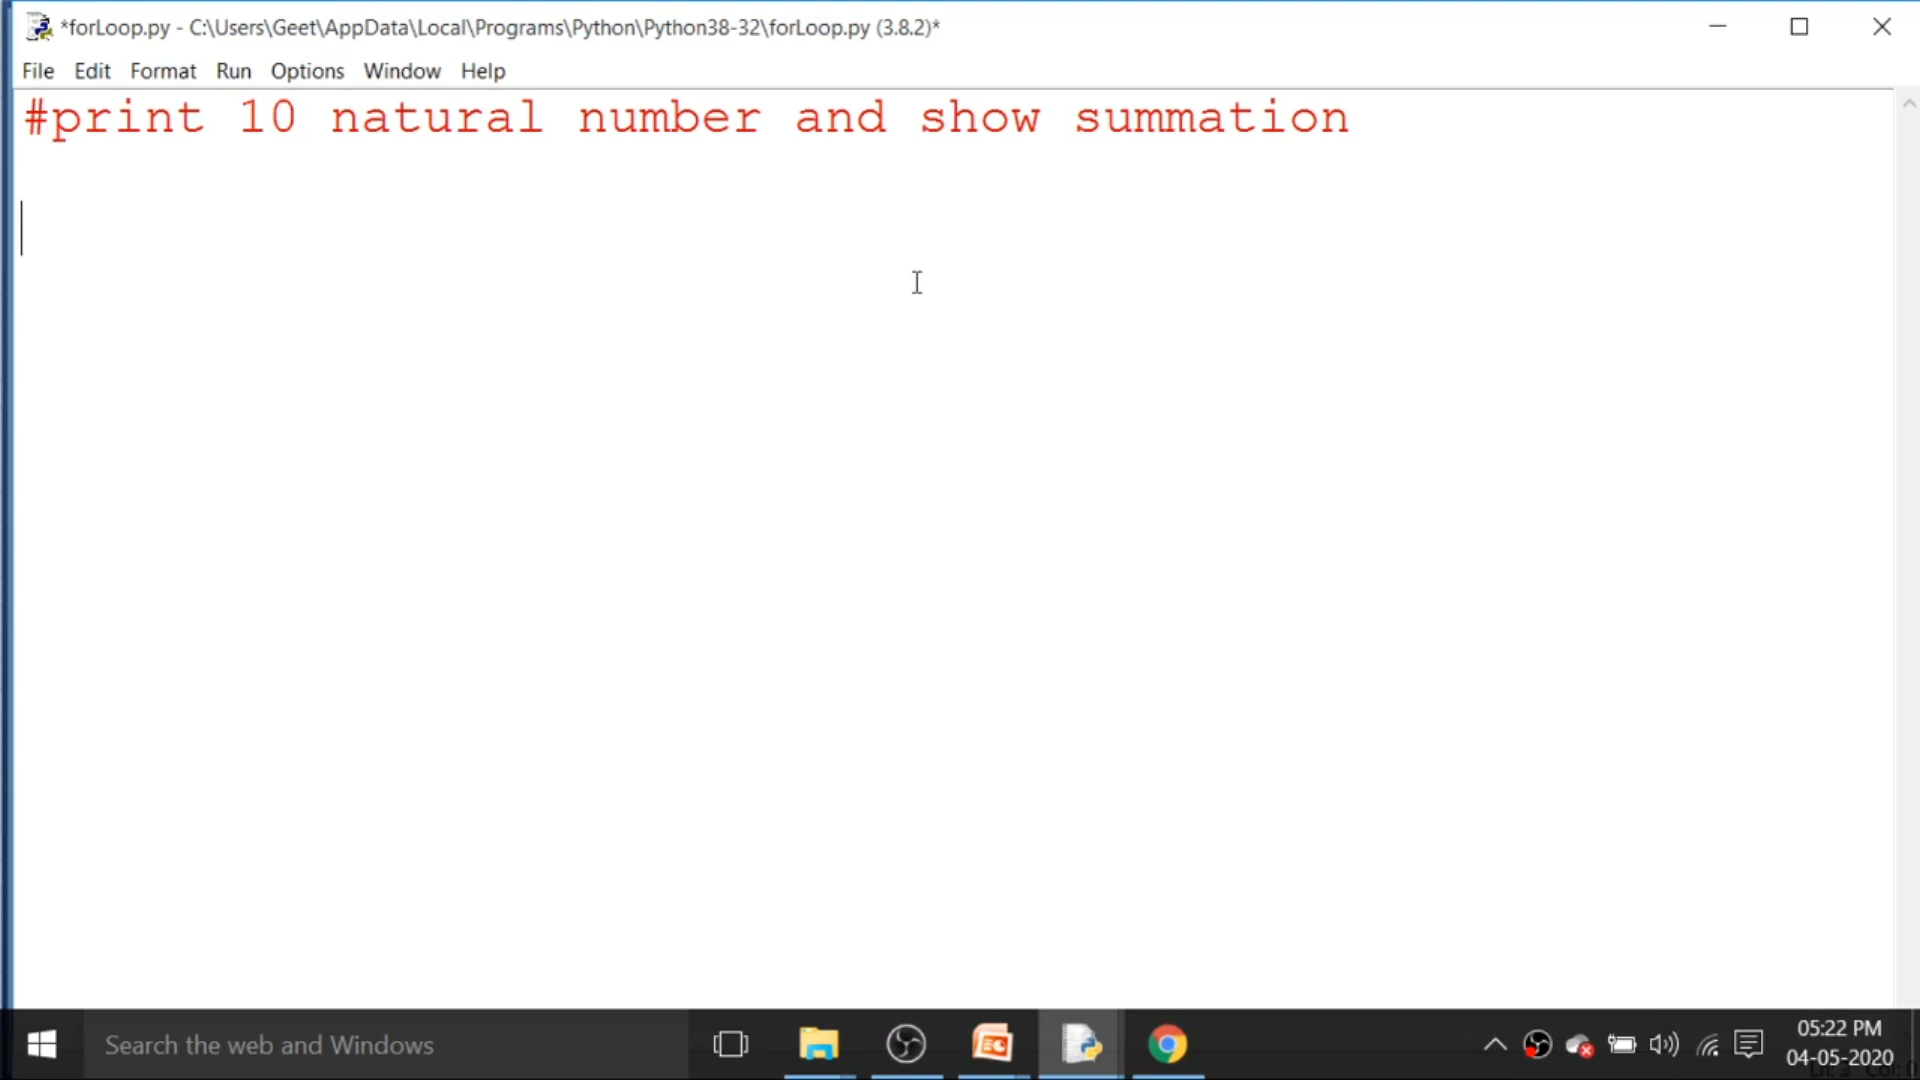 *forLoop.py - C:\Users\Geet\AppData\Local\Programs\Python\Python38-32\forLoop.py (3.8.2)*
File Edit Format Run Options Window Help
#print 10 natural number and show summation
Search the web and Windows
05:22 PM
04-05-2020